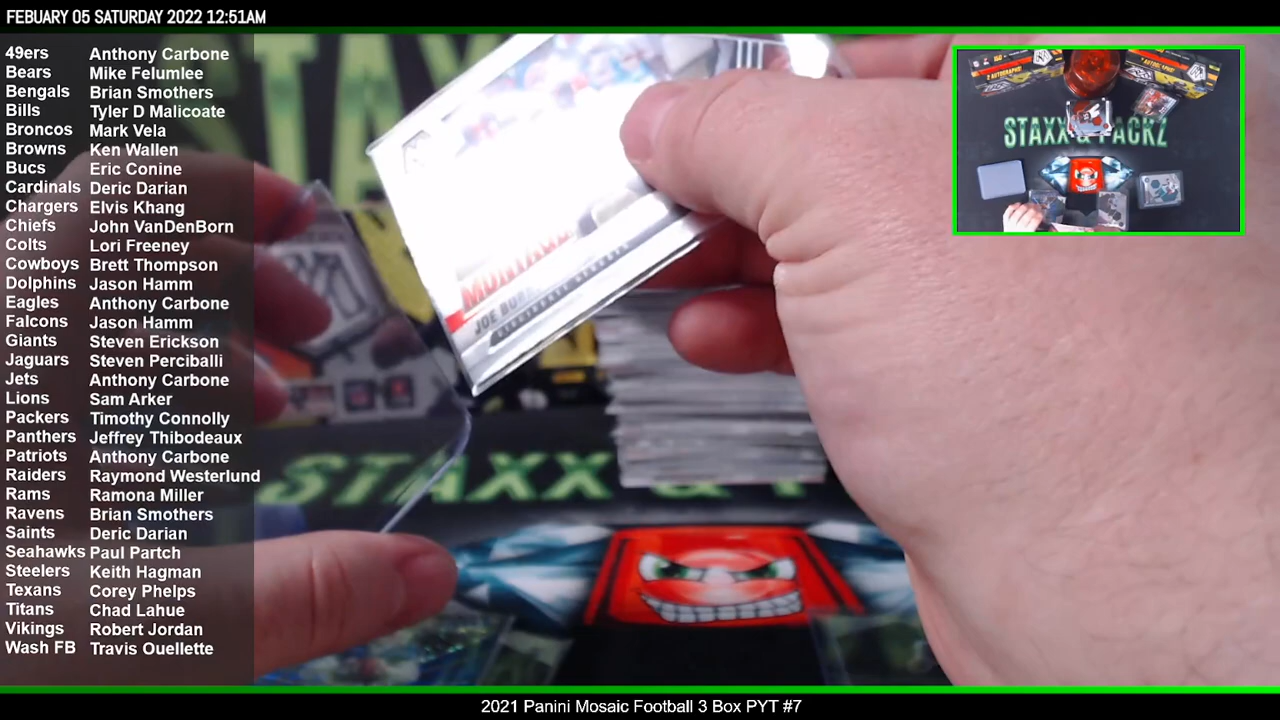 FEBUARY 05 SATURDAY 2022 12:51AM
49ers Anthony Carbone
Bears Mike Felumlee
Bengals Brian Smothers
Bills Tyler D Malicoate
Broncos Mark Vela
Browns Ken Wallen
Bucs Eric Conine
Cardinals Deric Darian
Chargers Elvis Khang
Chiefs John VanDenBorn
Colts Lori Freeney
Cowboys Brett Thompson
Dolphins Jason Hamm
Eagles Anthony Carbone
Falcons Jason Hamm
Giants Steven Erickson
Jaguars Steven Perciballi
Jets Anthony Carbone
Lions Sam Arker
Packers Timothy Connolly
Panthers Jeffrey Thibodeaux
Patriots Anthony Carbone
Raiders Raymond Westerlund
Rams Ramona Miller
Ravens Brian Smothers
Saints Deric Darian
Seahawks Paul Partch
Steelers Keith Hagman
Texans Corey Phelps
Titans Chad Lahue
Vikings Robert Jordan
Wash FB Travis Ouellette
STAXX & PACKZ
2 AUTOGRAPHS!
JOE
STAXX &
2021 Panini Mosaic Football 3 Box PYT #7